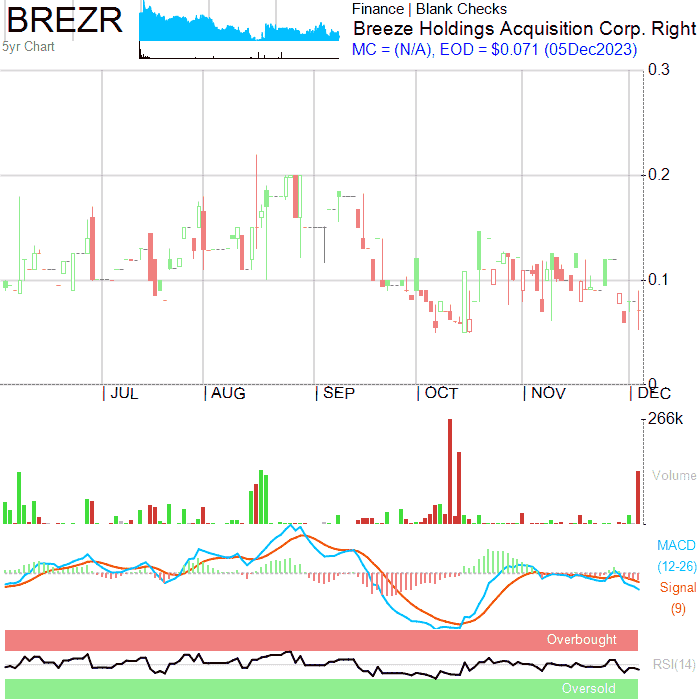 BREZR
5yr Chart
Finance | Blank Checks
Breeze Holdings Acquisition Corp. Right
MC = (N/A), EOD = $0.071 (05Dec2023)
0.3
0.2
0.1
0
JUL AUG SEP OCT NOV DEC
266k
Volume
MACD
(12-26)
Signal
(9)
Overbought
RSI(14)
Oversold